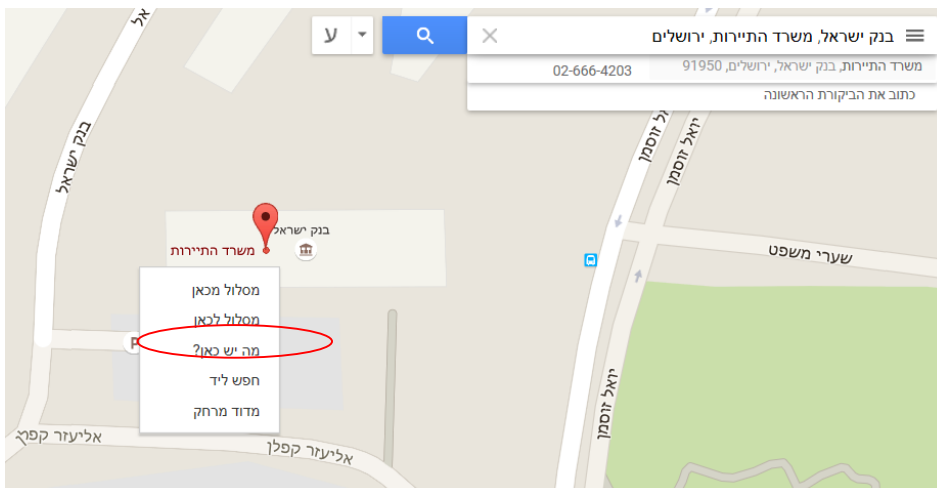 בנק ישראל, משרד התיירות, ירושלים
ע
משרד התיירות, בנק ישראל, ירושלים, 91950
02-666-4203
כתוב את הביקורת הראשונה
בנק ישראל
יואל זוסמן
יואל זוסמן
בנק ישראל
משרד התיירות
שערי משפט
מסלול מכאן
מסלול לכאן
מה יש כאן?
חפש ליד
מדוד מרחק
P
יואל זוסמן
אליעזר קפלן
אליעזר קפלן